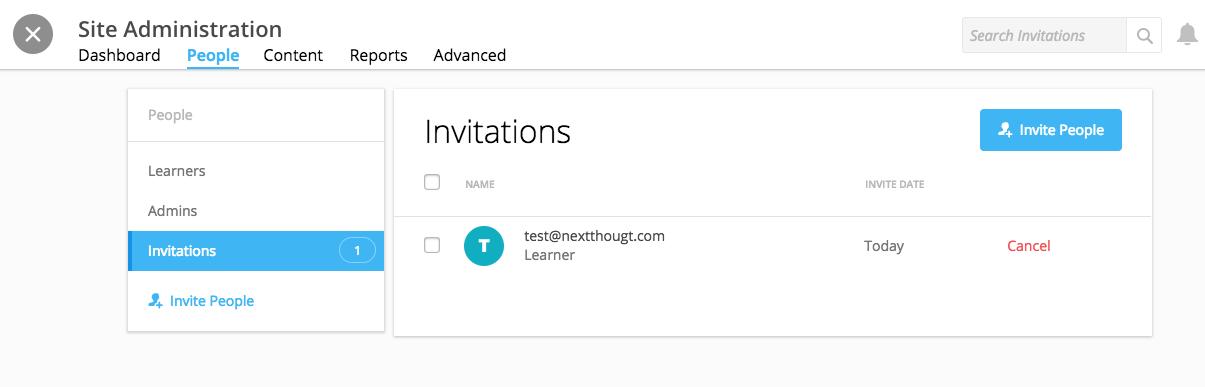 Site Administration
Search Invitations
Dashboard People Content Reports Advanced
People
Learners
Admins
Invitations 1
Invite People
Invitations
Invite People
NAME INVITE DATE
T
test@nextthougt.com
Learner
Today
Cancel